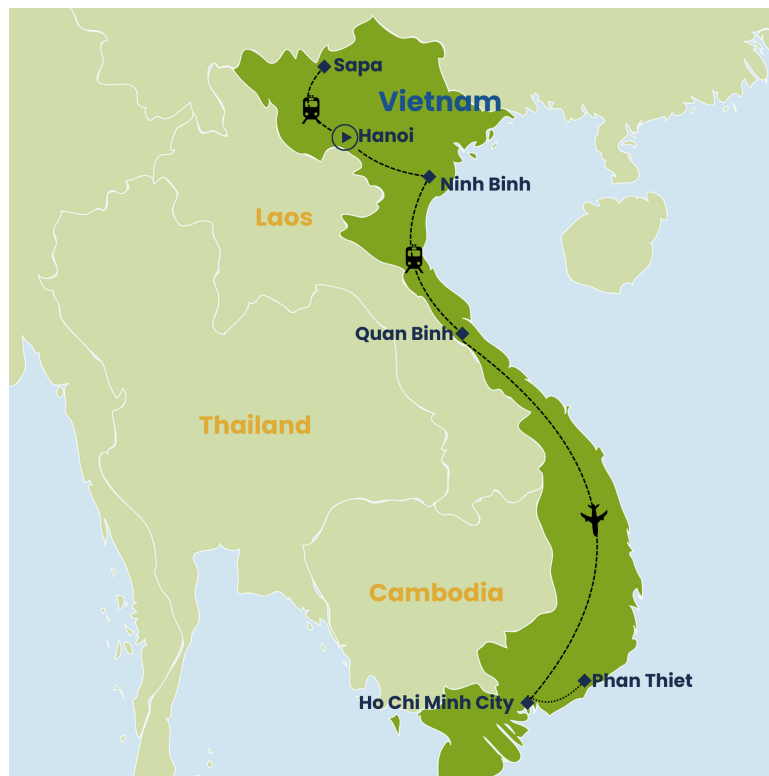 Sapa
Vietnam
Hanoi
Ninh Binh
Laos
Quan Binh
Thailand
Cambodia
Phan Thiet
Ho Chi Minh City